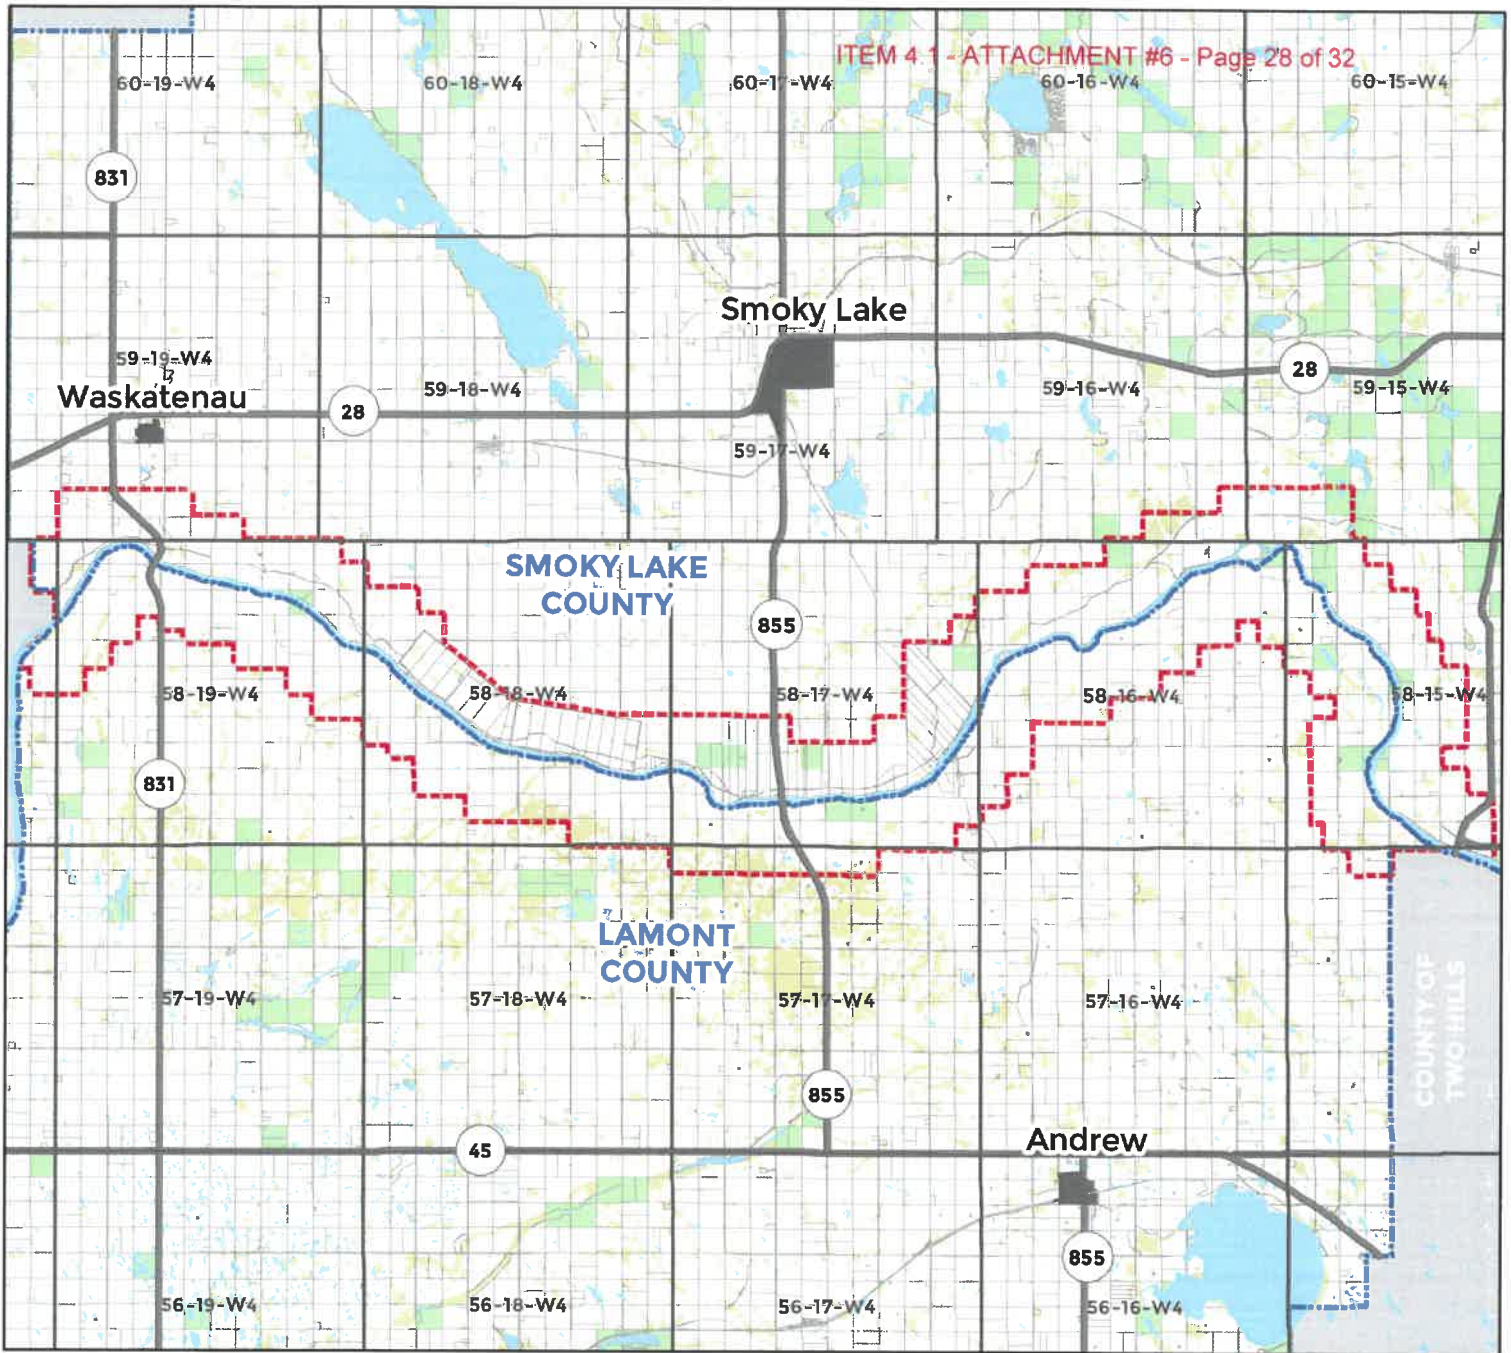 ITEM 4.1 - ATTACHMENT #6 - Page 28 of 32
60-19-W4
60-18-W4
60-17-W4
60-16-W4
60-15-W4
831
Smoky Lake
59-19-W4
Waskatenau
28
59-18-W4
59-16-W4
28
59-15-W4
59-17-W4
SMOKY LAKE
COUNTY
855
58-19-W4
58-18-W4
58-17-W4
58-16-W4
58-15-W4
831
LAMONT
COUNTY
57-19-W4
57-18-W4
57-17-W4
57-16-W4
COUNTY OF
TWO HILLS
855
45
Andrew
855
56-19-W4
56-18-W4
56-17-W4
56-16-W4